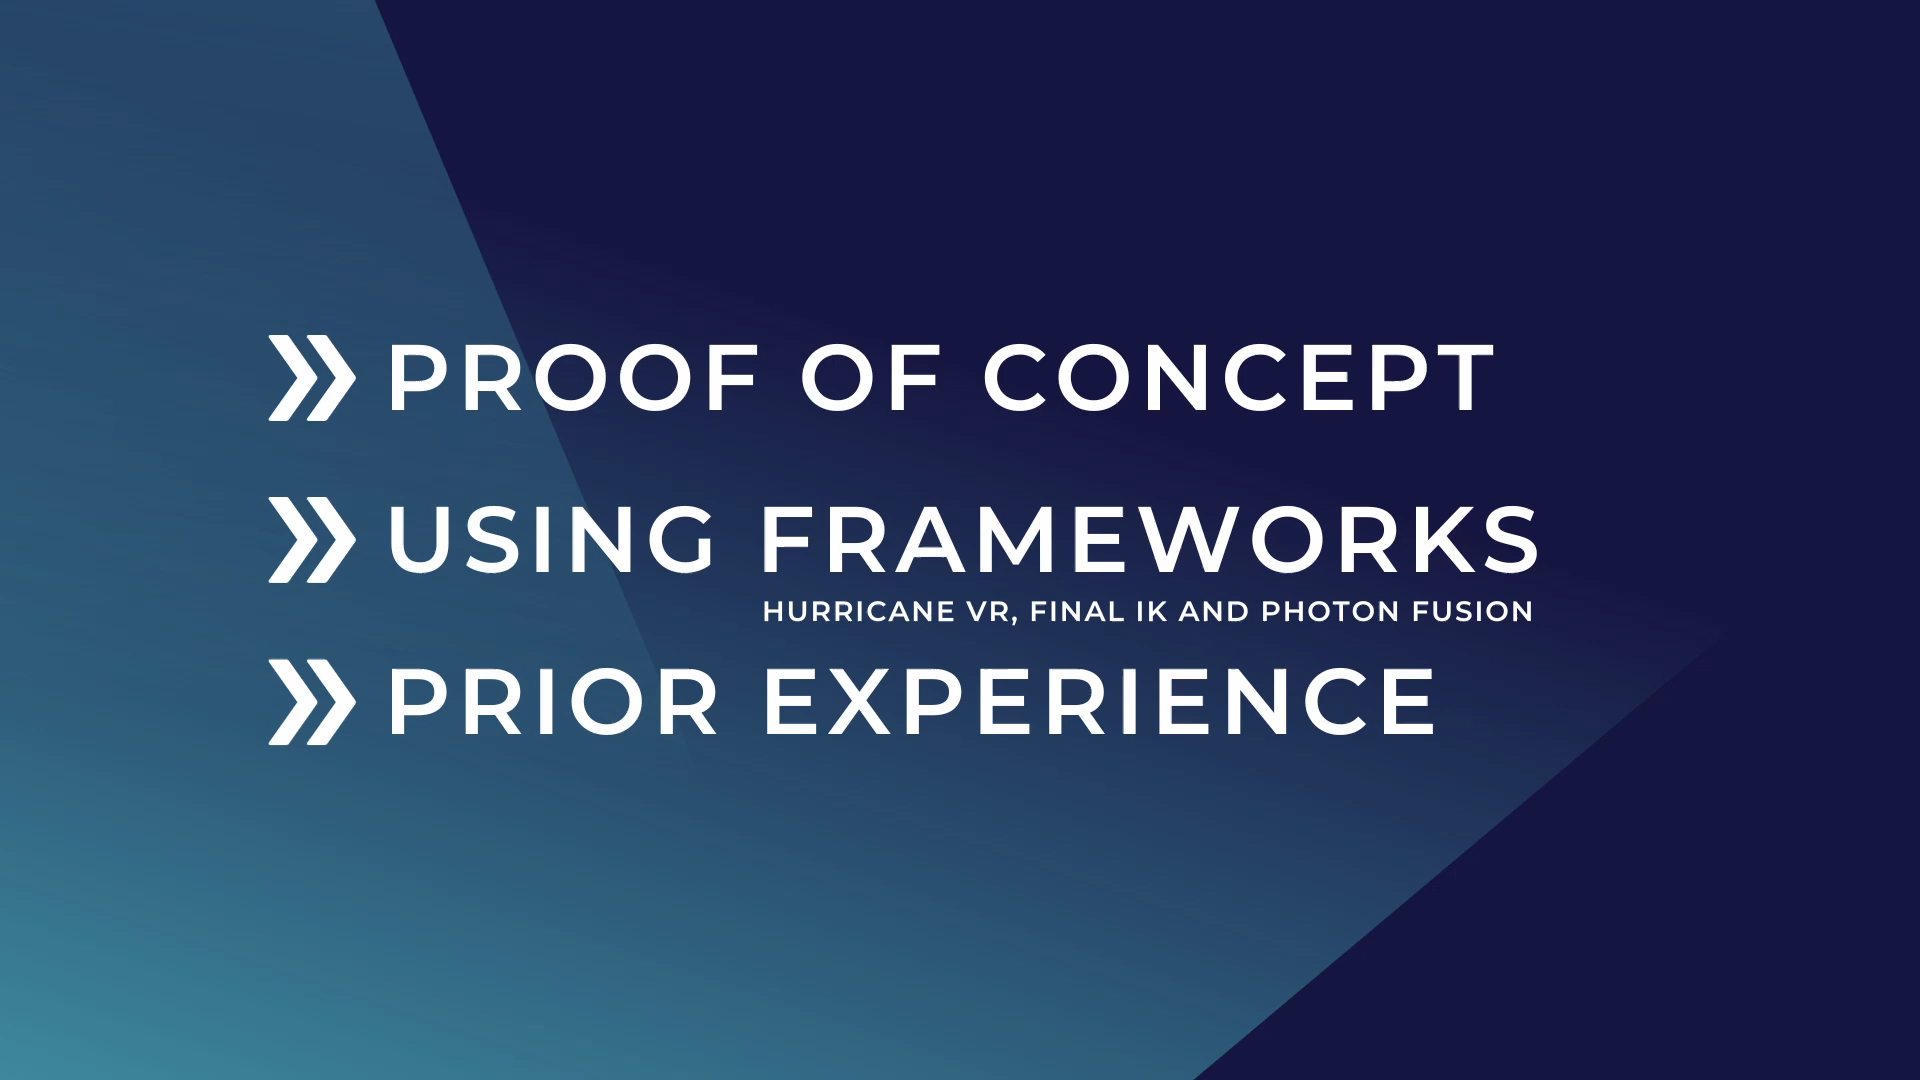 PROOF OF CONCEPT
USING FRAMEWORKS
HURRICANE VR, FINAL IK AND PHOTON FUSION
PRIOR EXPERIENCE